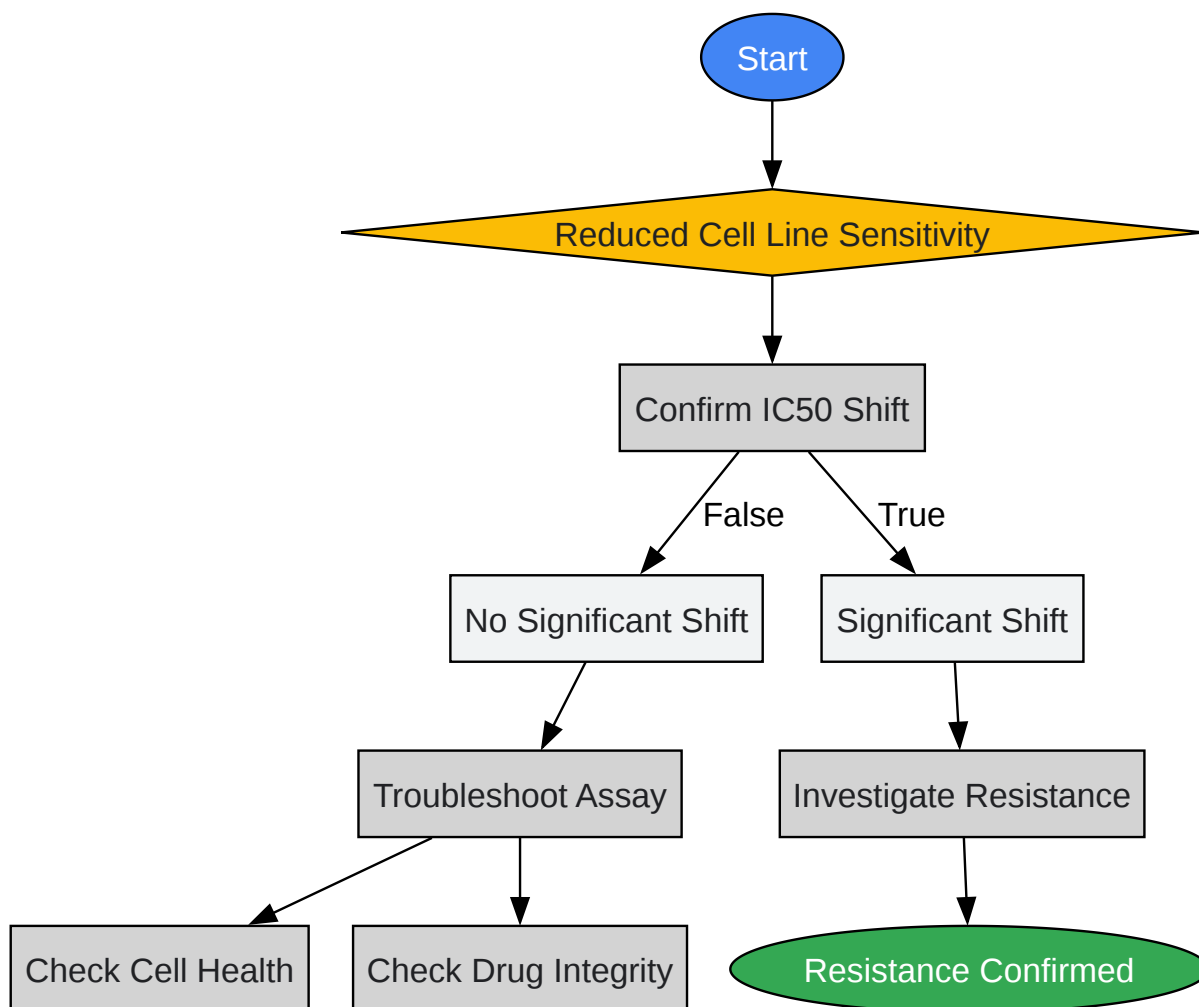 Start
Reduced Cell Line Sensitivity
Confirm IC50 Shift
False
True
No Significant Shift
Significant Shift
Troubleshoot Assay
Investigate Resistance
Check Cell Health
Check Drug Integrity
Resistance Confirmed